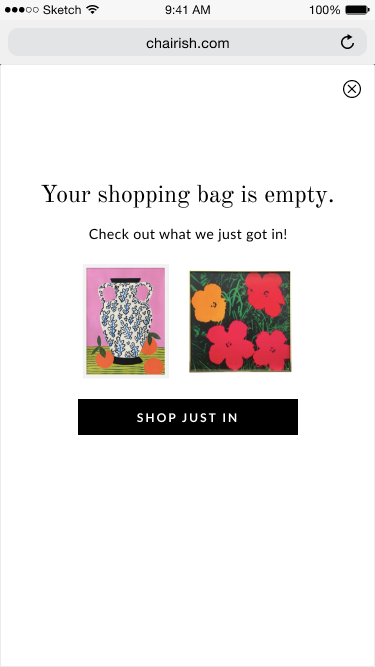 Sketch 9:41 AM 100%
chairish.com
Your shopping bag is empty.
Check out what we just got in!
SHOP JUST IN